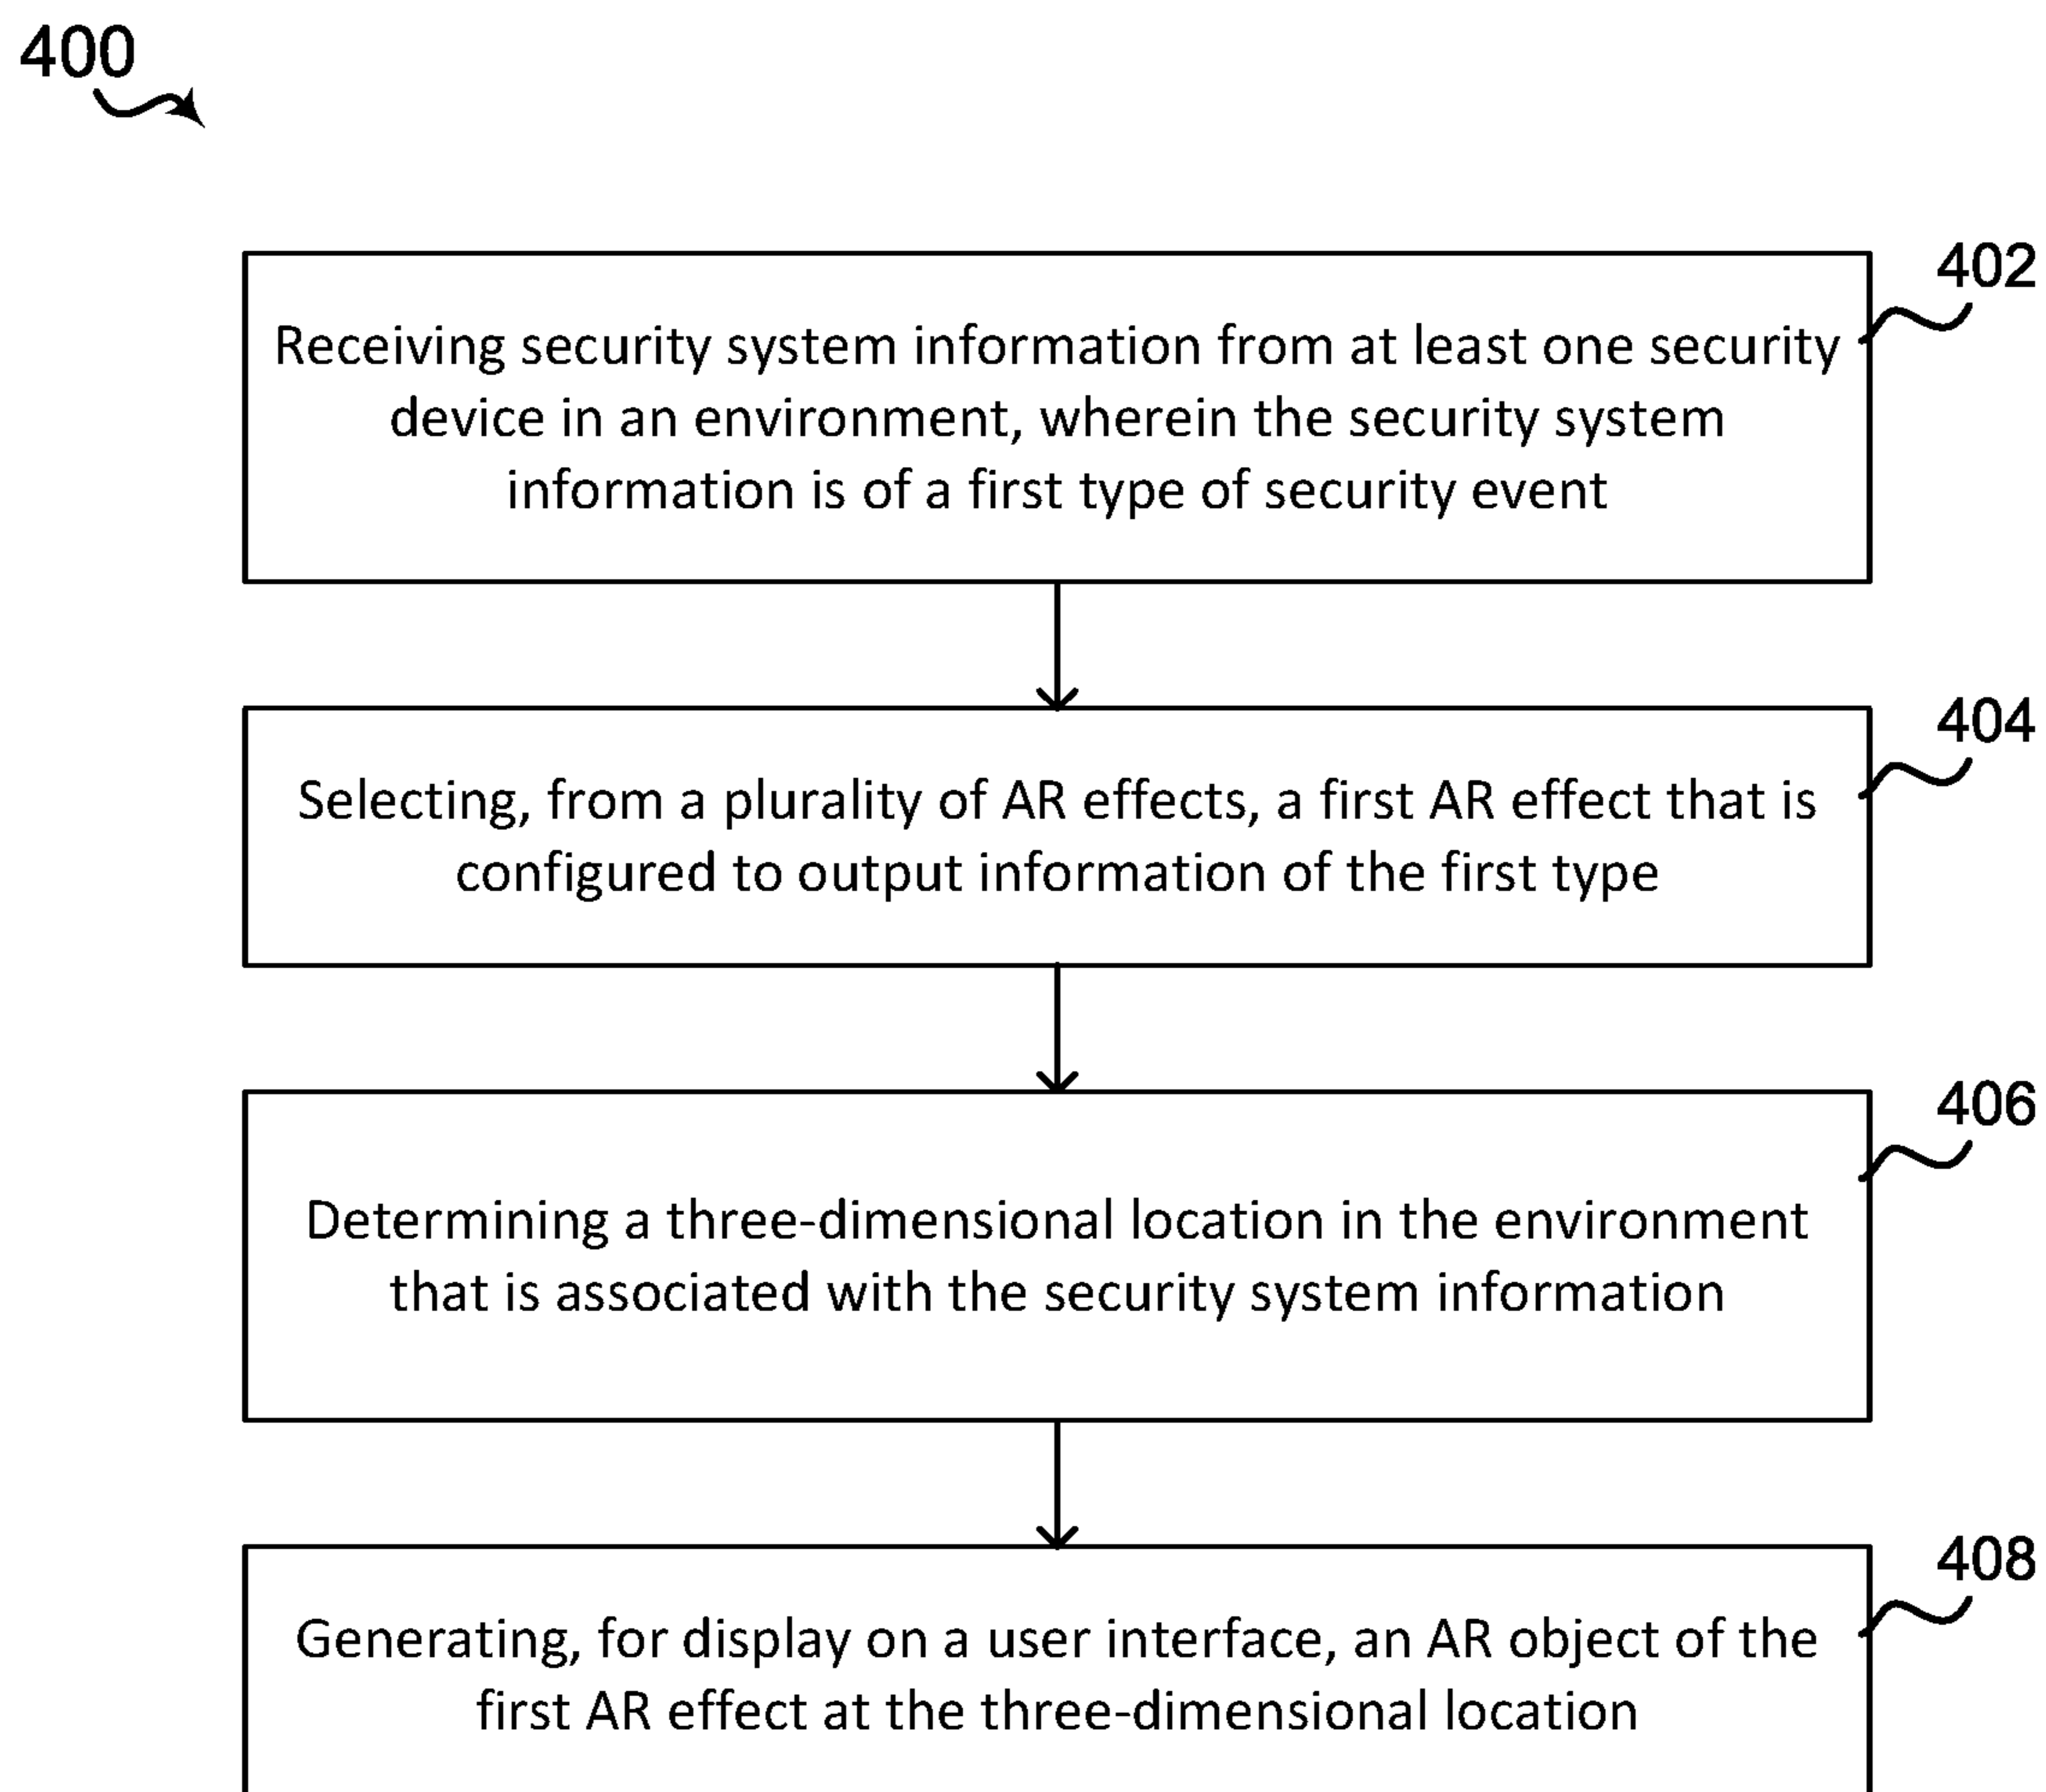 400
402
Receiving security system information from at least one security
device in an environment, wherein the security system
information is of a first type of security event
404
Selecting, from a plurality of AR effects, a first AR effect that is
configured to output information of the first type
406
Determining a three-dimensional location in the environment
that is associated with the security system information
408
Generating, for display on a user interface, an AR object of the
first AR effect at the three-dimensional location